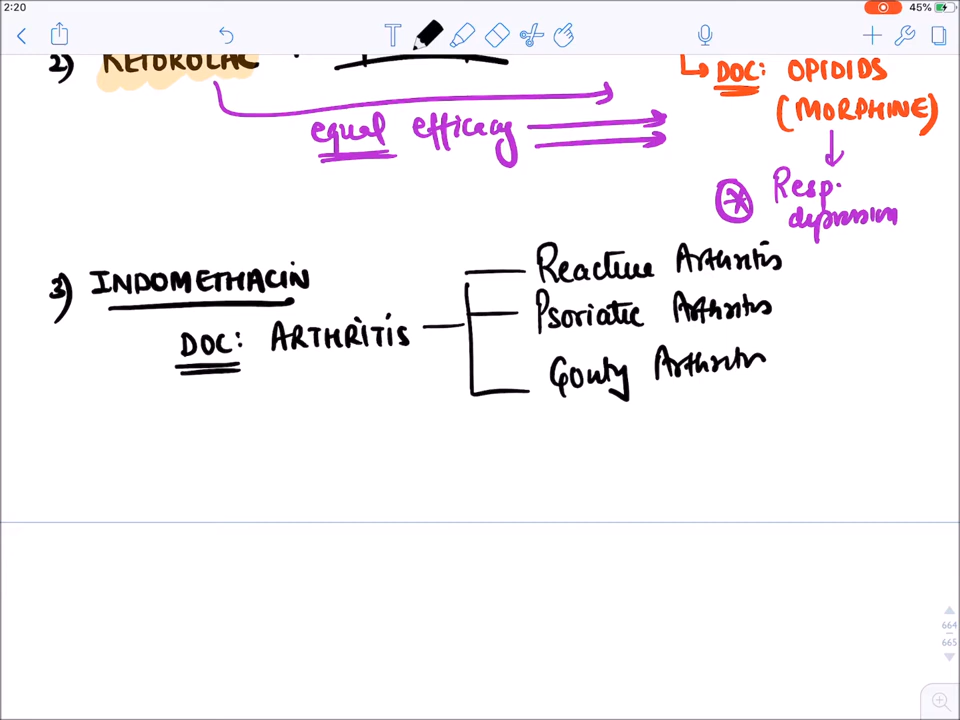 2:20
45%
2) KETOROLAC :
DOC: OPIOIDS
(MORPHINE)
equal efficacy
Resp.
depression
3) INDOMETHACIN
DOC: ARTHRITIS
Reactive Arthritis
Psoriatic Arthritis
Gouty Arthritis
664
665